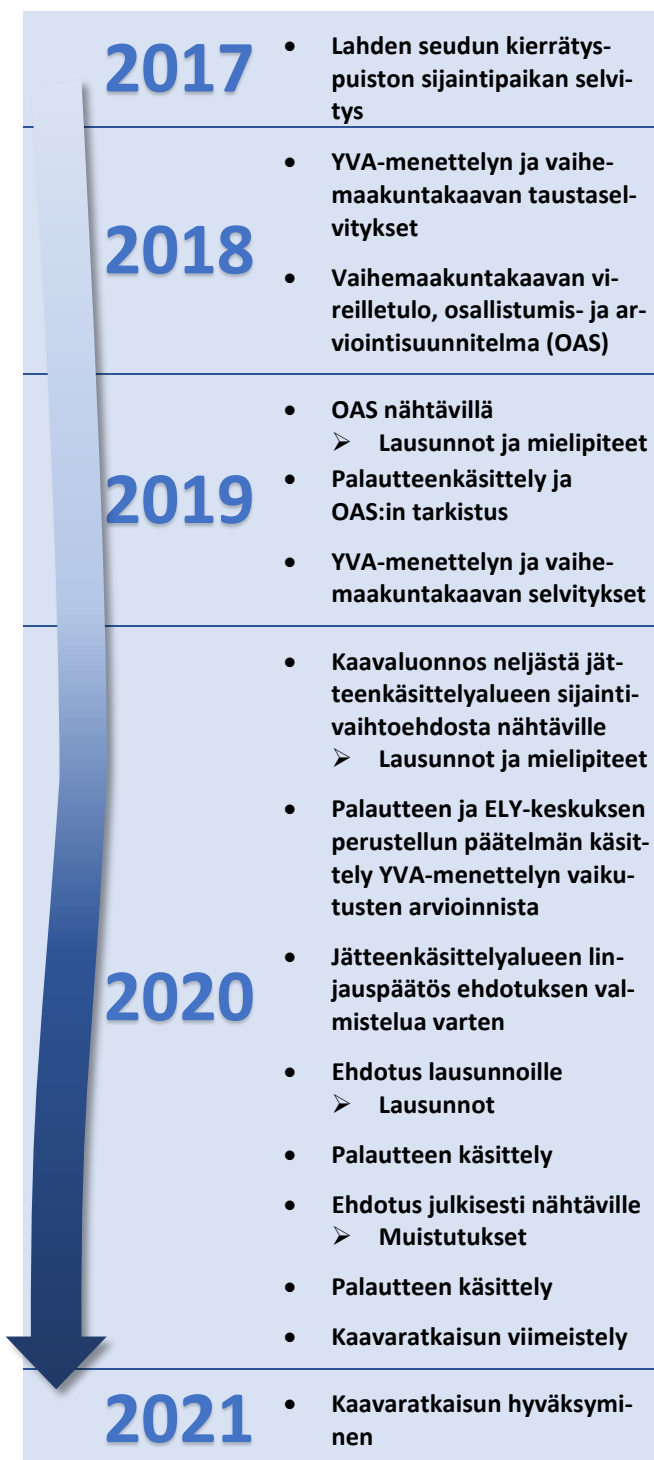 2017
• Lahden seudun kierrätys-
puiston sijaintipaikan selvi-
tys
2018
• YVA-menettelyn ja vaihe-
maakuntakaavan taustasel-
vitykset
• Vaihemaakuntakaavan vi-
reilletulo, osallistumis- ja ar-
viointisuunnitelma (OAS)
2019
• OAS nähtävillä
➢ Lausunnot ja mielipiteet
• Palautteenkäsittely ja
OAS:in tarkistus
• YVA-menettelyn ja vaihe-
maakuntakaavan selvitykset
2020
• Kaavaluonnos neljästä jät-
teenkäsittelyalueen sijainti-
vaihtoehdosta nähtäville
➢ Lausunnot ja mielipiteet
• Palautteen ja ELY-keskuksen
perustellun päätelmän käsit-
tely YVA-menettelyn vaiku-
tusten arvioinnista
• Jätteenkäsittelyalueen lin-
jauspäätös ehdotuksen val-
mistelua varten
• Ehdotus lausunnoille
➢ Lausunnot
• Palautteen käsittely
• Ehdotus julkisesti nähtäville
➢ Muistutukset
• Palautteen käsittely
• Kaavaratkaisun viimeistely
2021
• Kaavaratkaisun hyväksymi-
nen